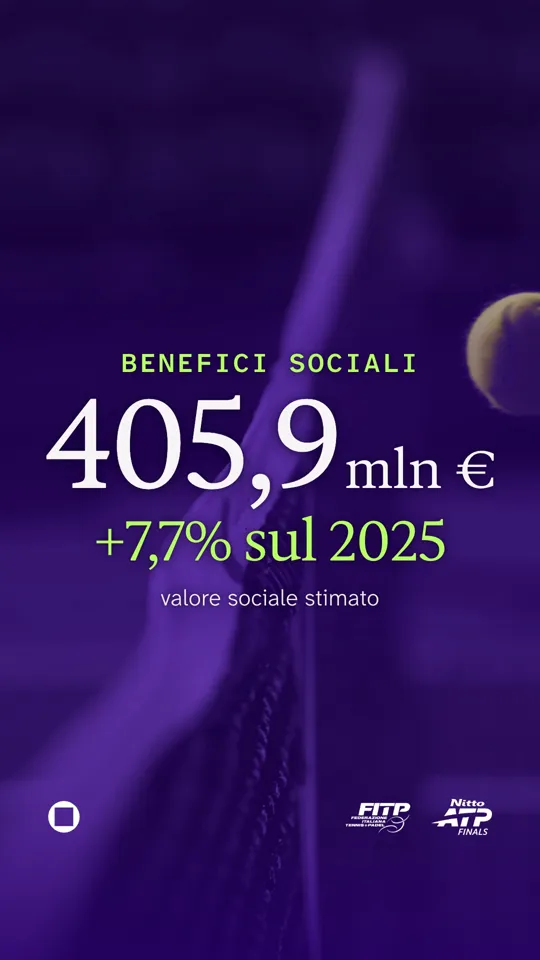 BENEFICI SOCIALI
405,9 mln €
+7,7% sul 2025
valore sociale stimato
FITP
FEDERAZIONE
ITALIANA
TENNIS E PADEL
Nitto
ATP
FINALS